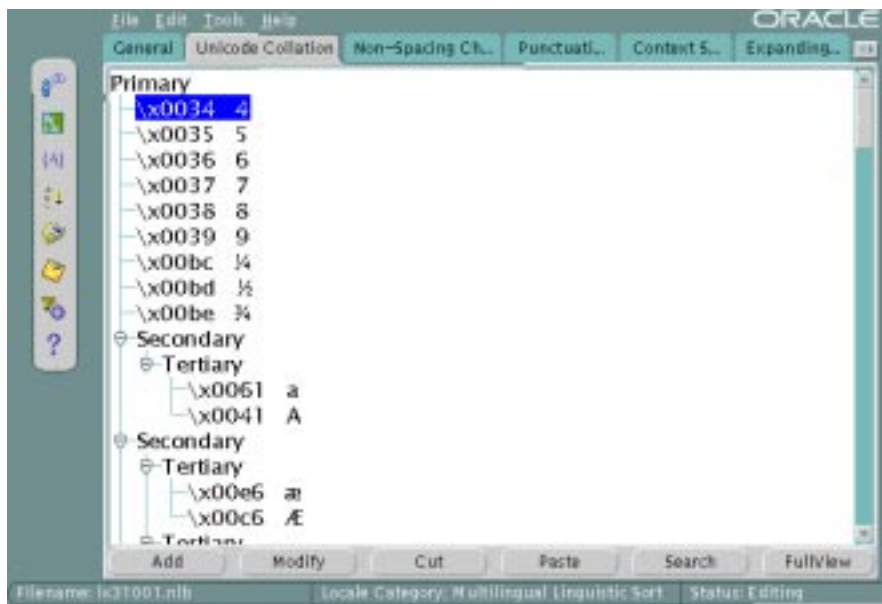 File Edit Tools Help ORACLE
General Unicode Collation Non-Spacing Ch... Punctuati... Context S... Expanding...
Primary
\x0034 4
\x0035 5
\x0036 6
\x0037 7
\x0038 8
\x0039 9
\x00bc ¼
\x00bd ½
\x00be ¾
Secondary
Tertiary
\x0061 a
\x0041 A
Secondary
Tertiary
\x00e6 æ
\x00c6 Æ
Tertiary
?
Add Modify Cut Paste Search FullView
Filename: lx31001.nlb Locale Category: Multilingual Linguistic Sort Status: Editing